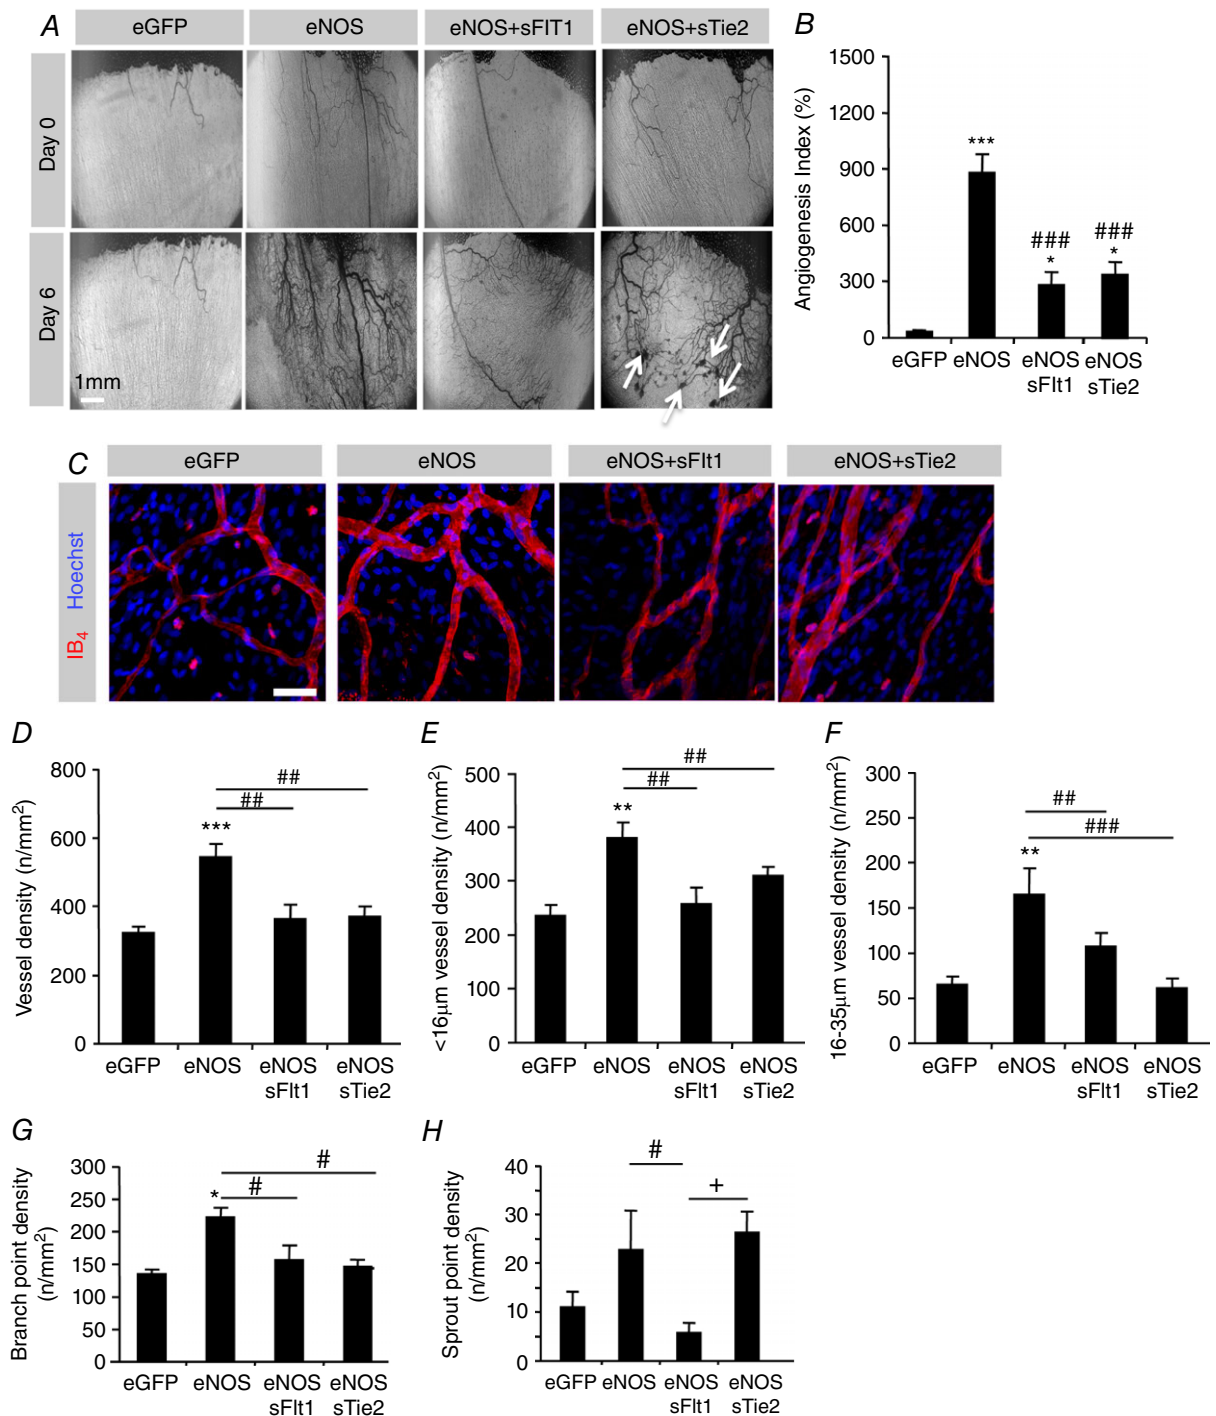 A
eGFP
eNOS
eNOS+sFIT1
eNOS+sTie2
Day 0
Day 6
1mm
B
Angiogenesis Index (%)
1500
1200
900
600
300
0
***
###
*
###
*
eGFP
eNOS
eNOS
sFlt1
eNOS
sTie2
C
eGFP
eNOS
eNOS+sFlt1
eNOS+sTie2
IB4 Hoechst
D
Vessel density (n/mm2)
800
600
400
200
0
##
##
***
eGFP
eNOS
eNOS
sFlt1
eNOS
sTie2
E
<16μm vessel density (n/mm2)
500
400
300
200
100
0
##
##
**
eGFP
eNOS
eNOS
sFlt1
eNOS
sTie2
F
16-35μm vessel density (n/mm2)
300
250
200
150
100
50
0
##
###
**
eGFP
eNOS
eNOS
sFlt1
eNOS
sTie2
G
Branch point density
(n/mm2)
300
250
200
150
100
50
0
#
#
*
eGFP
eNOS
eNOS
sFlt1
eNOS
sTie2
H
Sprout point density
(n/mm2)
40
30
20
10
0
#
+
eGFP
eNOS
eNOS
sFlt1
eNOS
sTie2